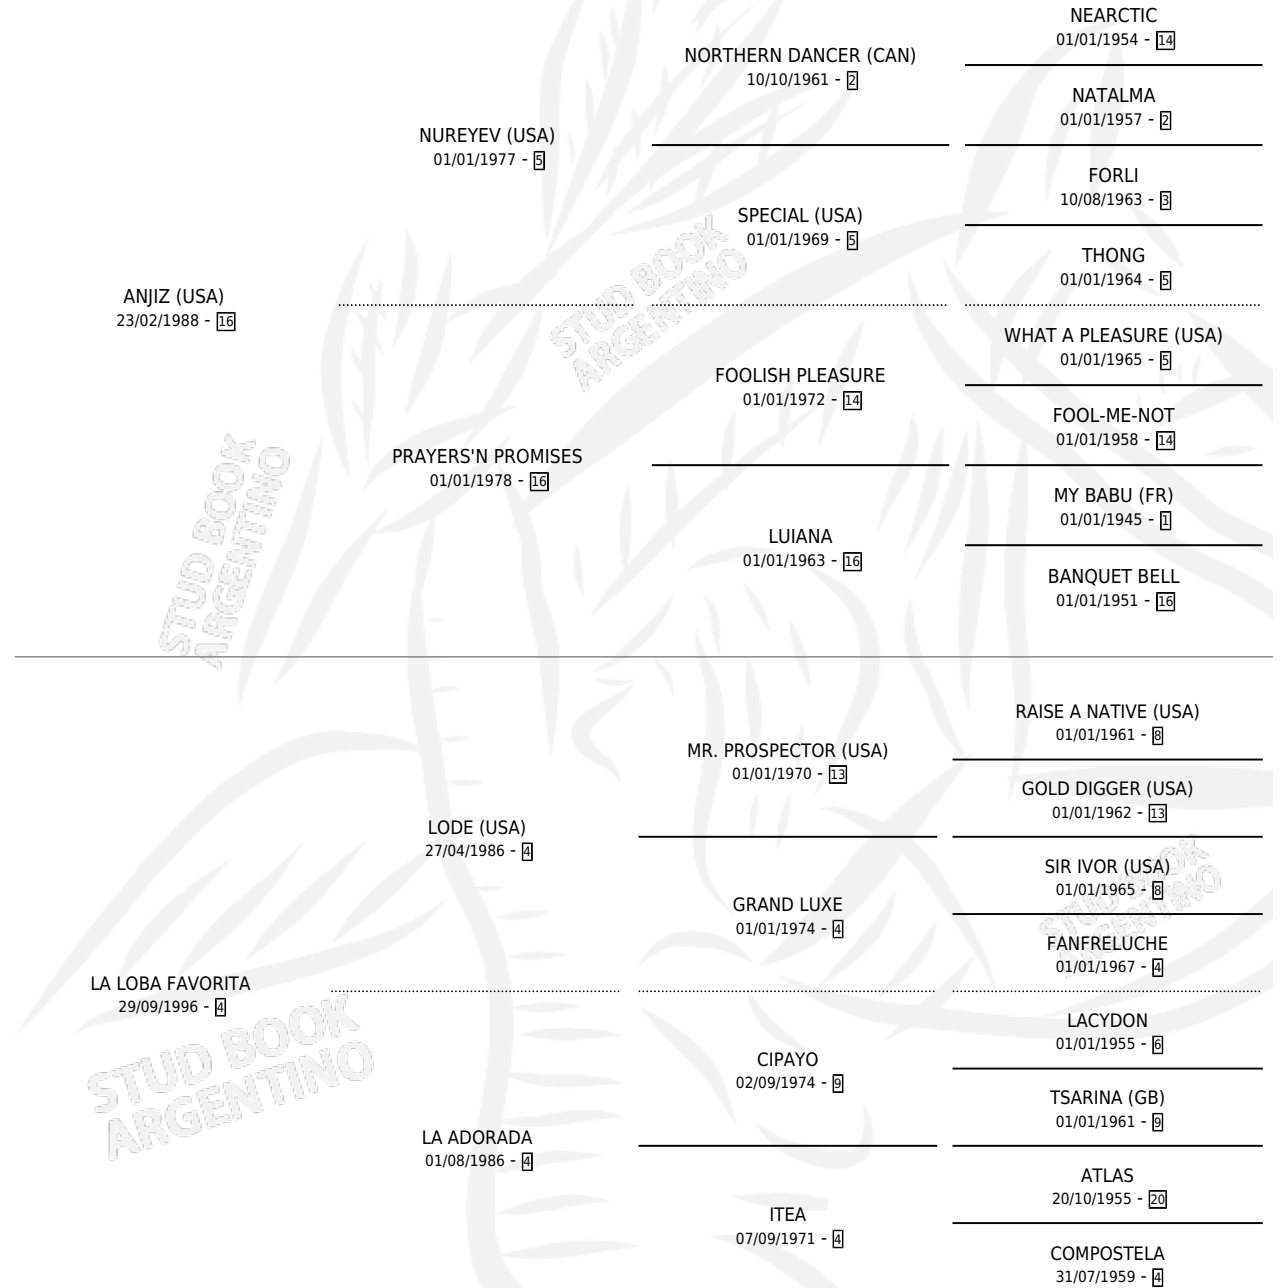 NEARCTIC
01/01/1954 - 14
NORTHERN DANCER (CAN)
10/10/1961 - 2
NATALMA
01/01/1957 - 2
NUREYEV (USA)
01/01/1977 - 5
FORLI
10/08/1963 - 3
SPECIAL (USA)
01/01/1969 - 5
THONG
01/01/1964 - 5
ANJIZ (USA)
23/02/1988 - 16
WHAT A PLEASURE (USA)
01/01/1965 - 5
FOOLISH PLEASURE
01/01/1972 - 14
FOOL-ME-NOT
01/01/1958 - 14
PRAYERS'N PROMISES
01/01/1978 - 16
MY BABU (FR)
01/01/1945 - 1
LUIANA
01/01/1963 - 16
BANQUET BELL
01/01/1951 - 16
STUD BOOK
ARGENTINO
STUD BOOK
ARGENTINO
RAISE A NATIVE (USA)
01/01/1961 - 8
MR. PROSPECTOR (USA)
01/01/1970 - 13
GOLD DIGGER (USA)
01/01/1962 - 13
LODE (USA)
27/04/1986 - 4
SIR IVOR (USA)
01/01/1965 - 8
GRAND LUXE
01/01/1974 - 4
FANFRELUCHE
01/01/1967 - 4
STUD BOOK
ARGENTINO
LA LOBA FAVORITA
29/09/1996 - 4
LACYDON
01/01/1955 - 6
CIPAYO
02/09/1974 - 9
TSARINA (GB)
01/01/1961 - 9
LA ADORADA
01/08/1986 - 4
ATLAS
20/10/1955 - 20
ITEA
07/09/1971 - 4
COMPOSTELA
31/07/1959 - 4
STUD BOOK
ARGENTINO